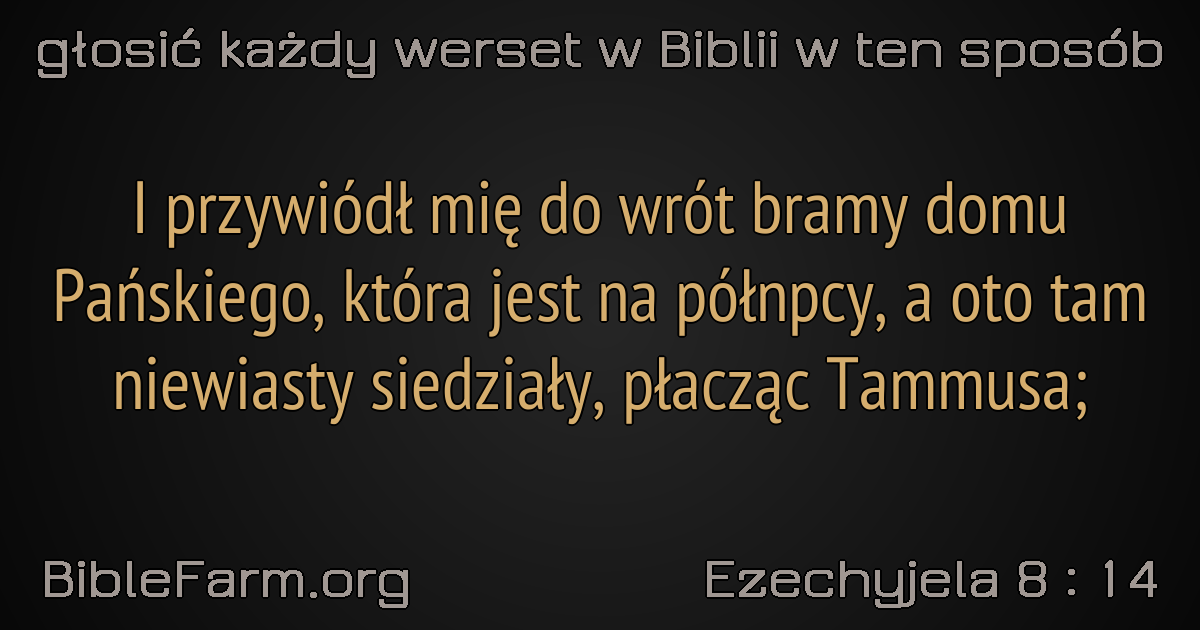 głosić każdy werset w Biblii w ten sposób
I przywiódł mię do wrót bramy domu
Pańskiego, która jest na półnpcy, a oto tam
niewiasty siedziały, płacząc Tammusa;
BibleFarm.org
Ezechyjela 8 : 14